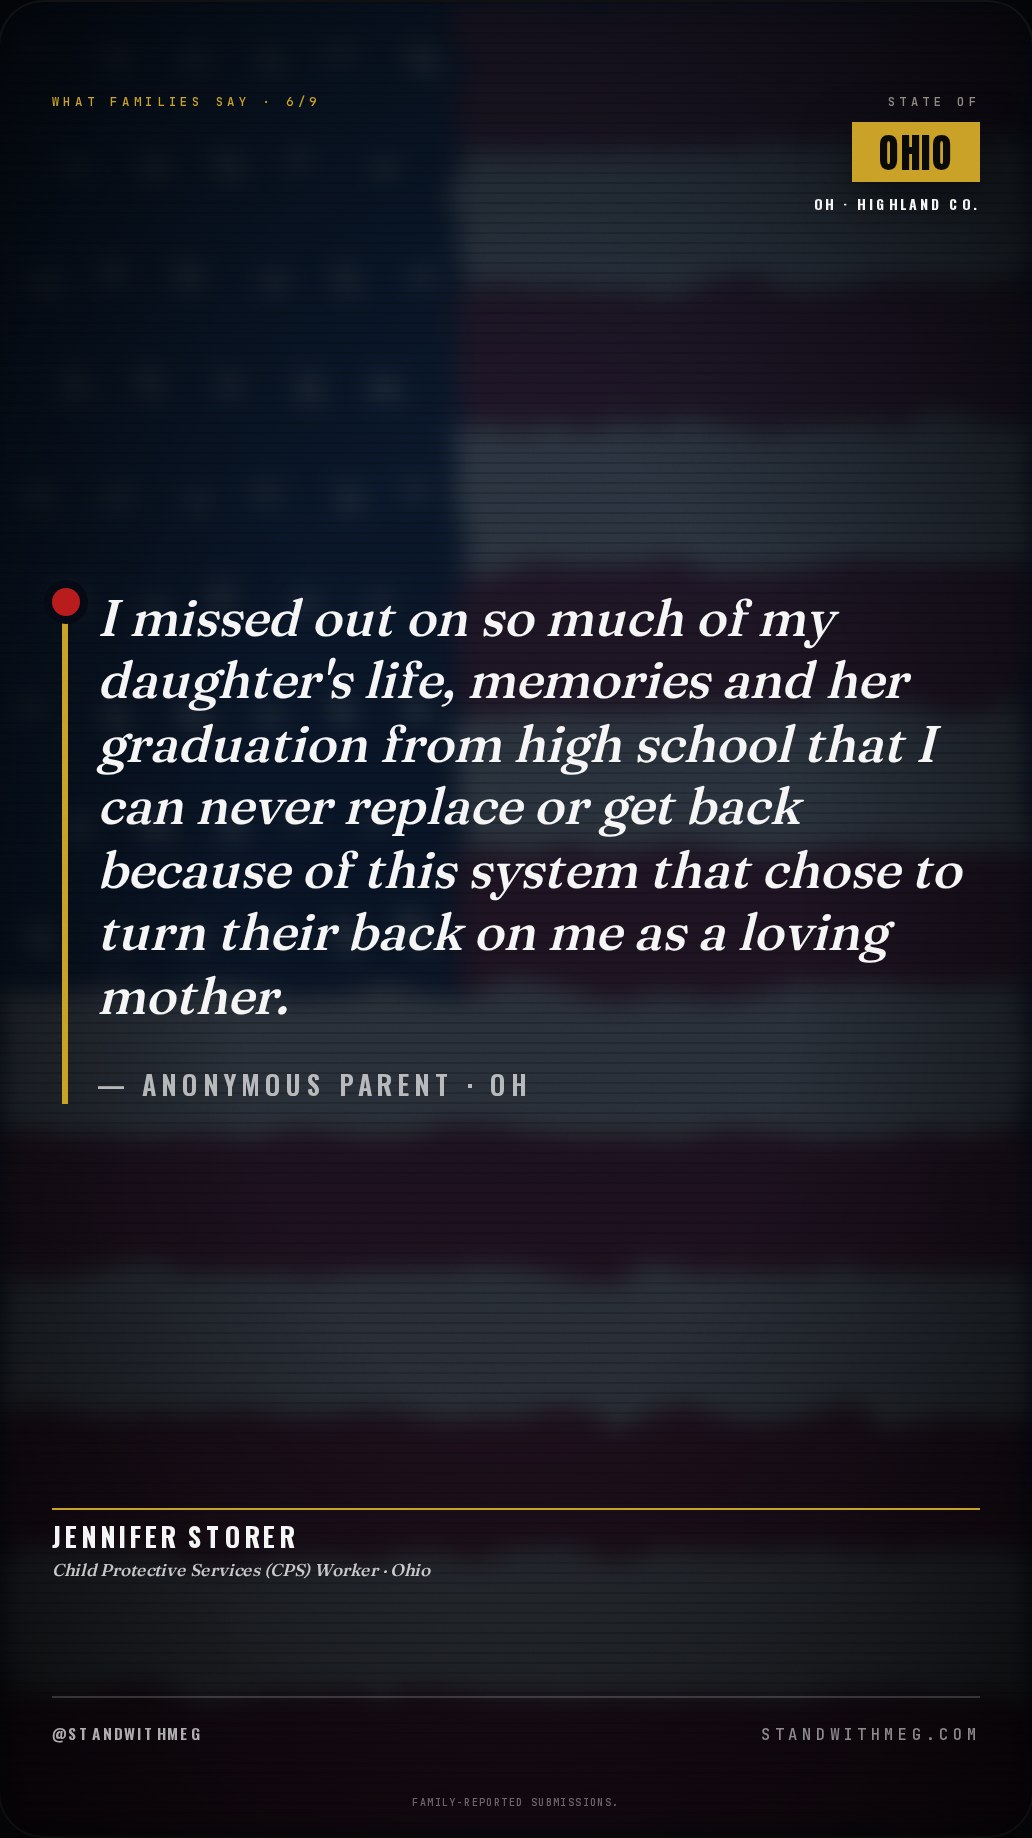 WHAT FAMILIES SAY · 6/9
STATE OF
OHIO
OH · HIGHLAND CO.
I missed out on so much of my
daughter's life, memories and her
graduation from high school that I
can never replace or get back
because of this system that chose to
turn their back on me as a loving
mother.
— ANONYMOUS PARENT · OH
JENNIFER STORER
Child Protective Services (CPS) Worker · Ohio
@STANDWITHMEG
STANDWITHMEG.COM
FAMILY-REPORTED SUBMISSIONS.